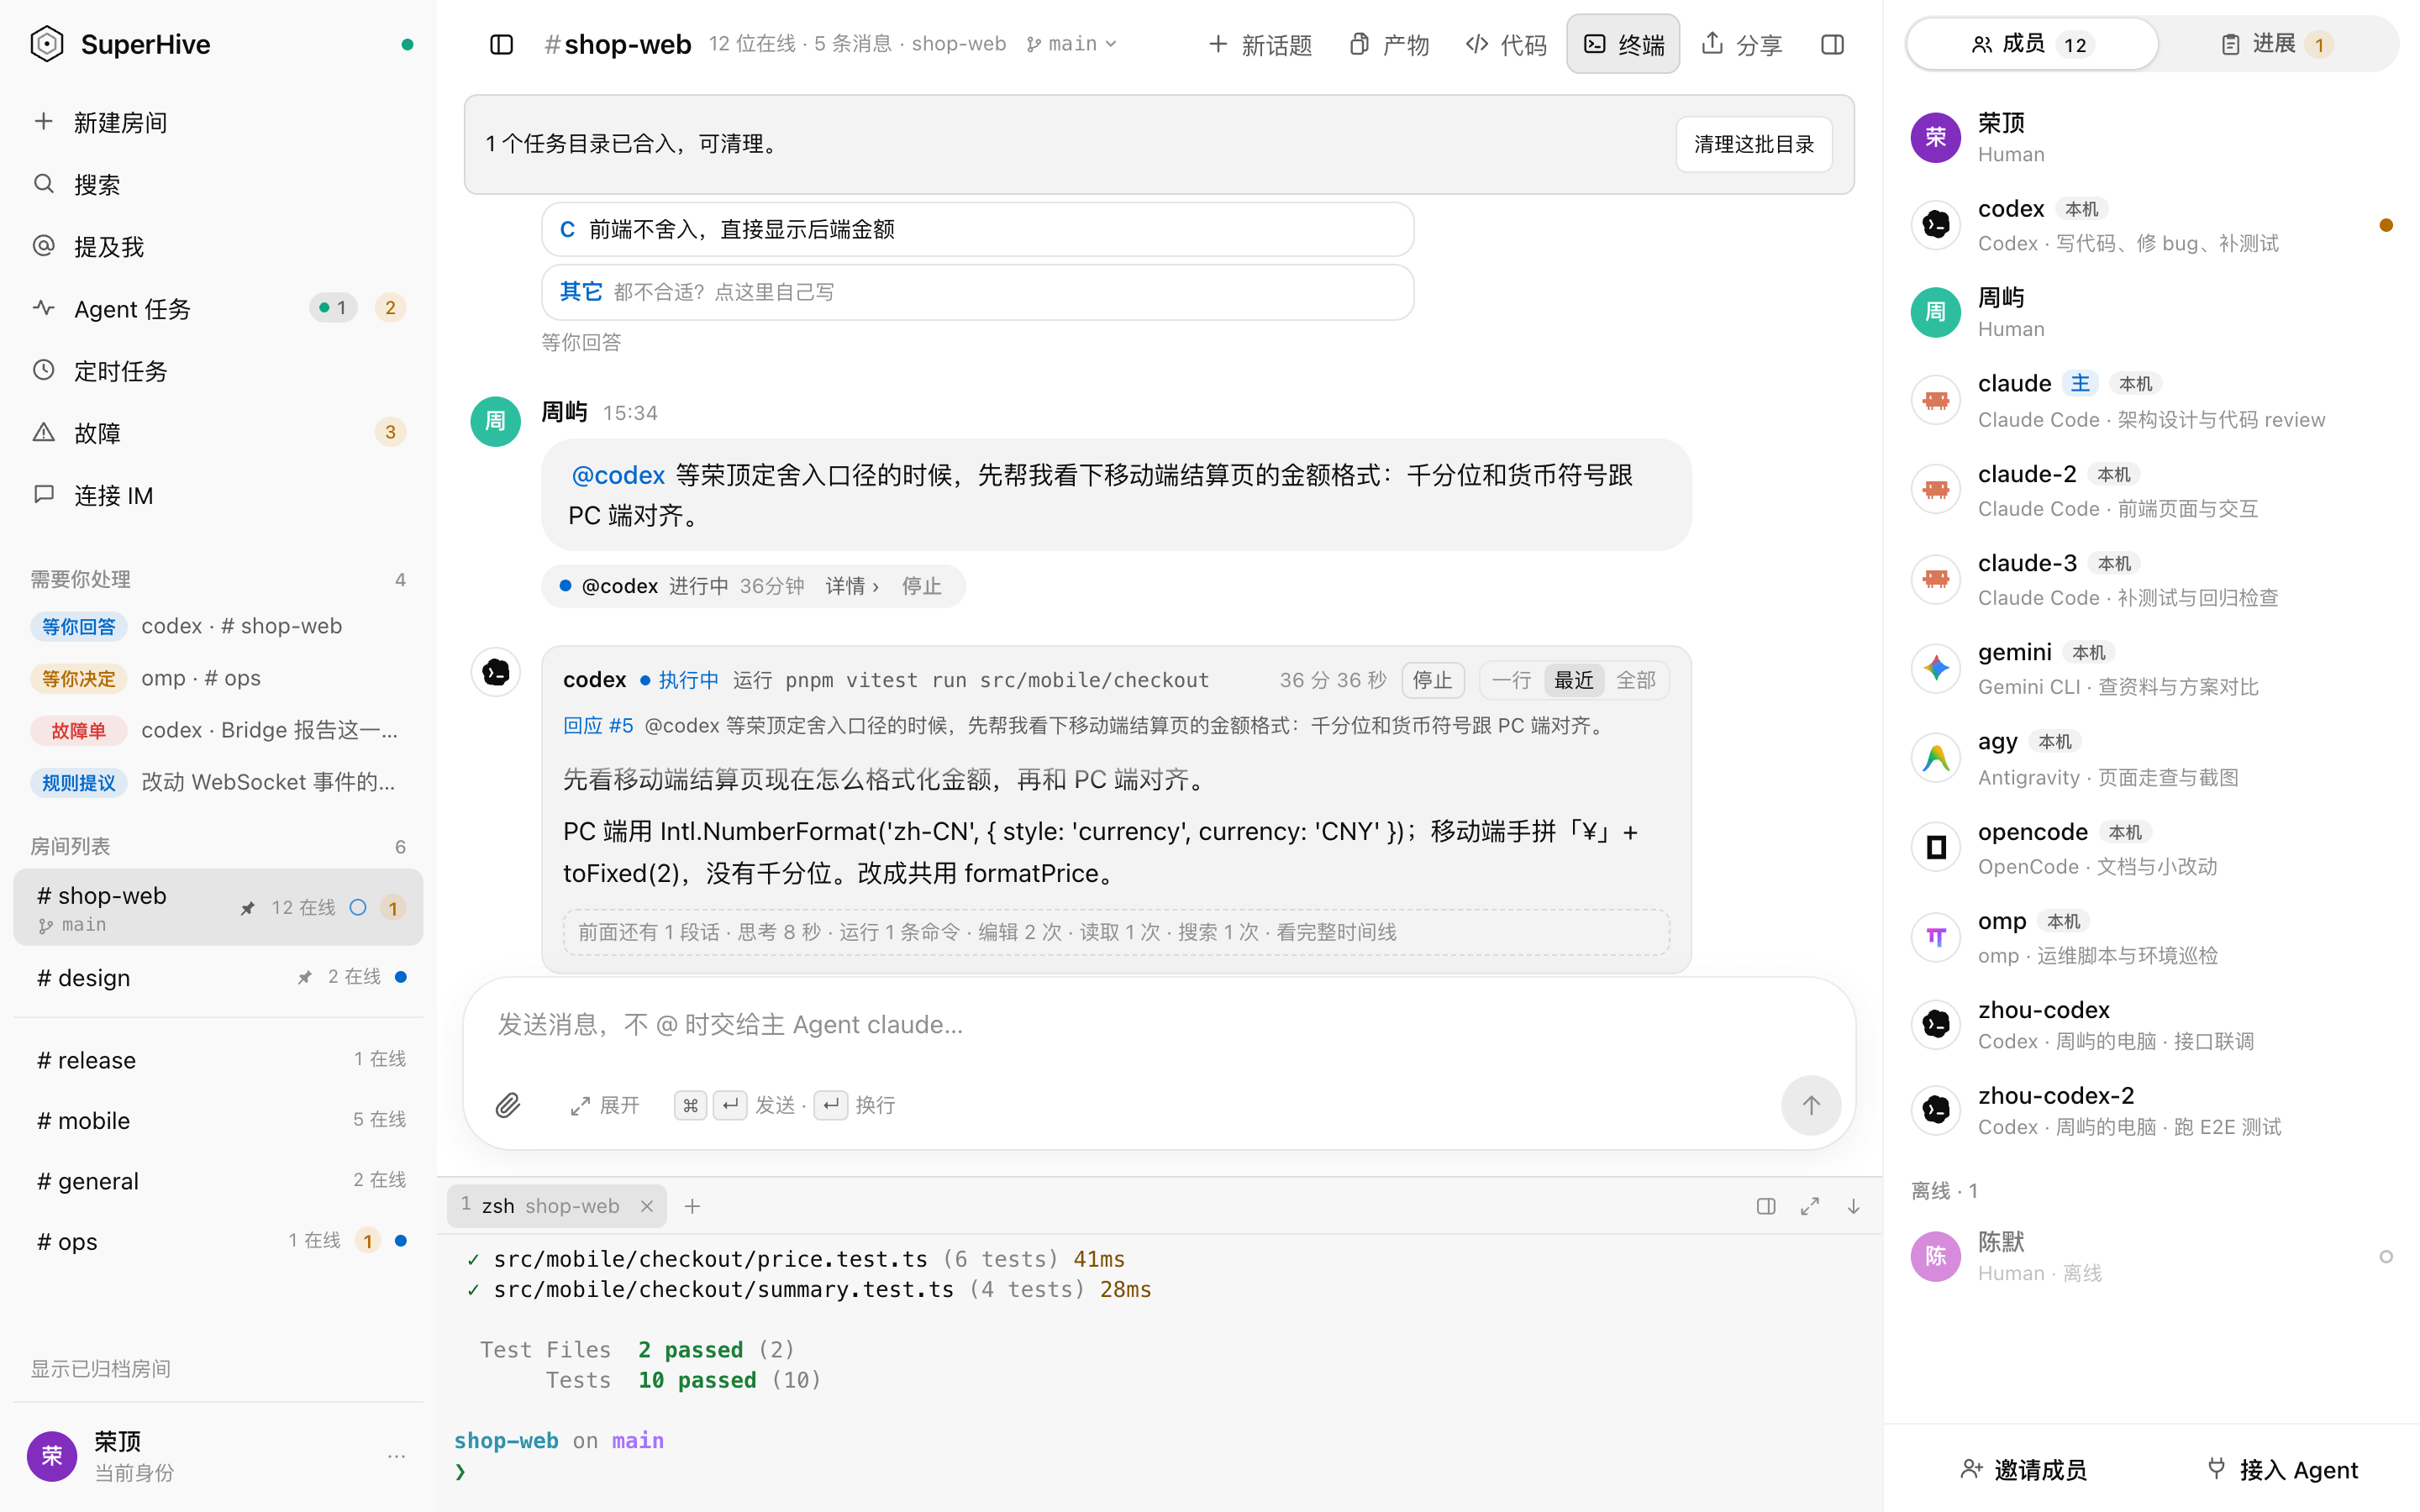 SuperHive
新建房间
搜索
提及我
Agent 任务 1 2
定时任务
故障 3
连接 IM
需要你处理 4
等你回答 codex · # shop-web
等你决定 omp · # ops
故障单 codex · Bridge 报告这一...
规则提议 改动 WebSocket 事件的...
房间列表 6
# shop-web 12 在线 1
main
# design 2 在线
# release 1 在线
# mobile 5 在线
# general 2 在线
# ops 1 在线 1
显示已归档房间
荣 荣顶
当前身份
#shop-web 12 位在线 · 5 条消息 · shop-web main
新话题 产物 代码 终端 分享
1 个任务目录已合入，可清理。 清理这批目录
C 前端不舍入，直接显示后端金额
其它 都不合适？点这里自己写
等你回答
周 周屿 15:34
@codex 等荣顶定舍入口径的时候，先帮我看下移动端结算页的金额格式：千分位和货币符号跟
PC 端对齐。
@codex 进行中 36分钟 详情 › 停止
codex 执行中 运行 pnpm vitest run src/mobile/checkout 36 分 36 秒 停止 一行 最近 全部
回应 #5 @codex 等荣顶定舍入口径的时候，先帮我看下移动端结算页的金额格式：千分位和货币符号跟 PC 端对齐。
先看移动端结算页现在怎么格式化金额，再和 PC 端对齐。
PC 端用 Intl.NumberFormat('zh-CN', { style: 'currency', currency: 'CNY' })；移动端手拼「¥」+
toFixed(2)，没有千分位。改成共用 formatPrice。
前面还有 1 段话 · 思考 8 秒 · 运行 1 条命令 · 编辑 2 次 · 读取 1 次 · 搜索 1 次 · 看完整时间线
发送消息，不 @ 时交给主 Agent claude...
展开 ⌘ ↵ 发送 · ↵ 换行
1 zsh shop-web
✓ src/mobile/checkout/price.test.ts (6 tests) 41ms
✓ src/mobile/checkout/summary.test.ts (4 tests) 28ms
Test Files 2 passed (2)
Tests 10 passed (10)
shop-web on main
❯
成员 12 进展 1
荣 荣顶
Human
codex 本机
Codex · 写代码、修 bug、补测试
周 周屿
Human
claude 主 本机
Claude Code · 架构设计与代码 review
claude-2 本机
Claude Code · 前端页面与交互
claude-3 本机
Claude Code · 补测试与回归检查
gemini 本机
Gemini CLI · 查资料与方案对比
agy 本机
Antigravity · 页面走查与截图
opencode 本机
OpenCode · 文档与小改动
omp 本机
omp · 运维脚本与环境巡检
zhou-codex
Codex · 周屿的电脑 · 接口联调
zhou-codex-2
Codex · 周屿的电脑 · 跑 E2E 测试
离线 · 1
陈 陈默
Human · 离线
邀请成员 接入 Agent